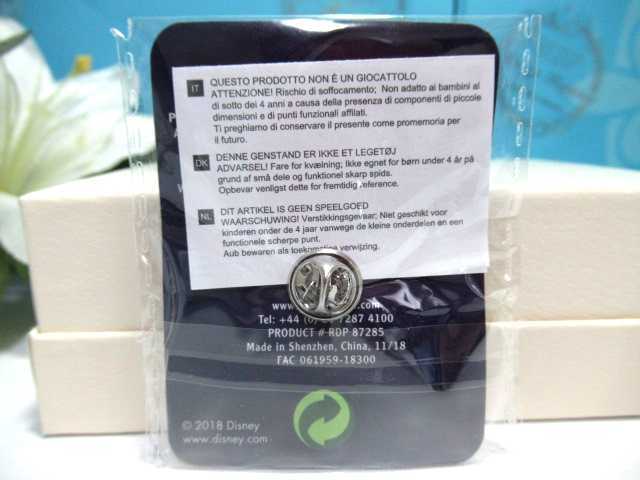 IT QUESTO PRODOTTO NON È UN GIOCATTOLO
ATTENZIONE! Rischio di soffocamento; Non adatto ai bambini al
di sotto dei 4 anni a causa della presenza di componenti di piccole
dimensioni e di punti funzionali affilati.
Ti preghiamo di conservare il presente come promemoria per
il futuro.
DK DENNE GENSTAND ER IKKE ET LEGETØJ
ADVARSEL! Fare for kvælning; Ikke egnet for børn under 4 år på
grund af små dele og funktionel skarp spids.
Opbevar venligst dette for fremtidig reference.
NL DIT ARTIKEL IS GEEN SPEELGOED
WAARSCHUWING! Verstikkingsgevaar; Niet geschikt voor
kinderen onder de 4 jaar vanwege de kleine onderdelen en een
functionele scherpe punt.
Aub bewaren als toekomstige verwijzing.
Tel: +44 (0) 7287 4100
PRODUCT # RDP 87285
Made in Shenzhen, China, 11/18
FAC 061959-18300
© 2018 Disney
www.disney.com